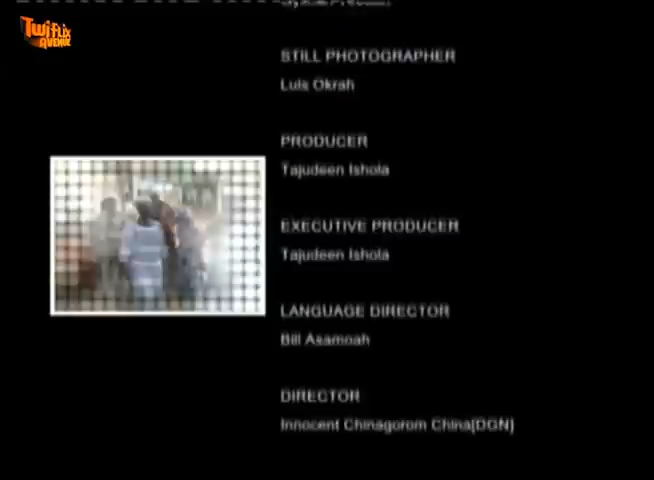 Twiflix
AVENUE
STILL PHOTOGRAPHER
Luis Okrah
PRODUCER
Tajudeen Ishola
EXECUTIVE PRODUCER
Tajudeen Ishola
LANGUAGE DIRECTOR
Bill Asamoah
DIRECTOR
Innocent Chinagorom China[DGN]